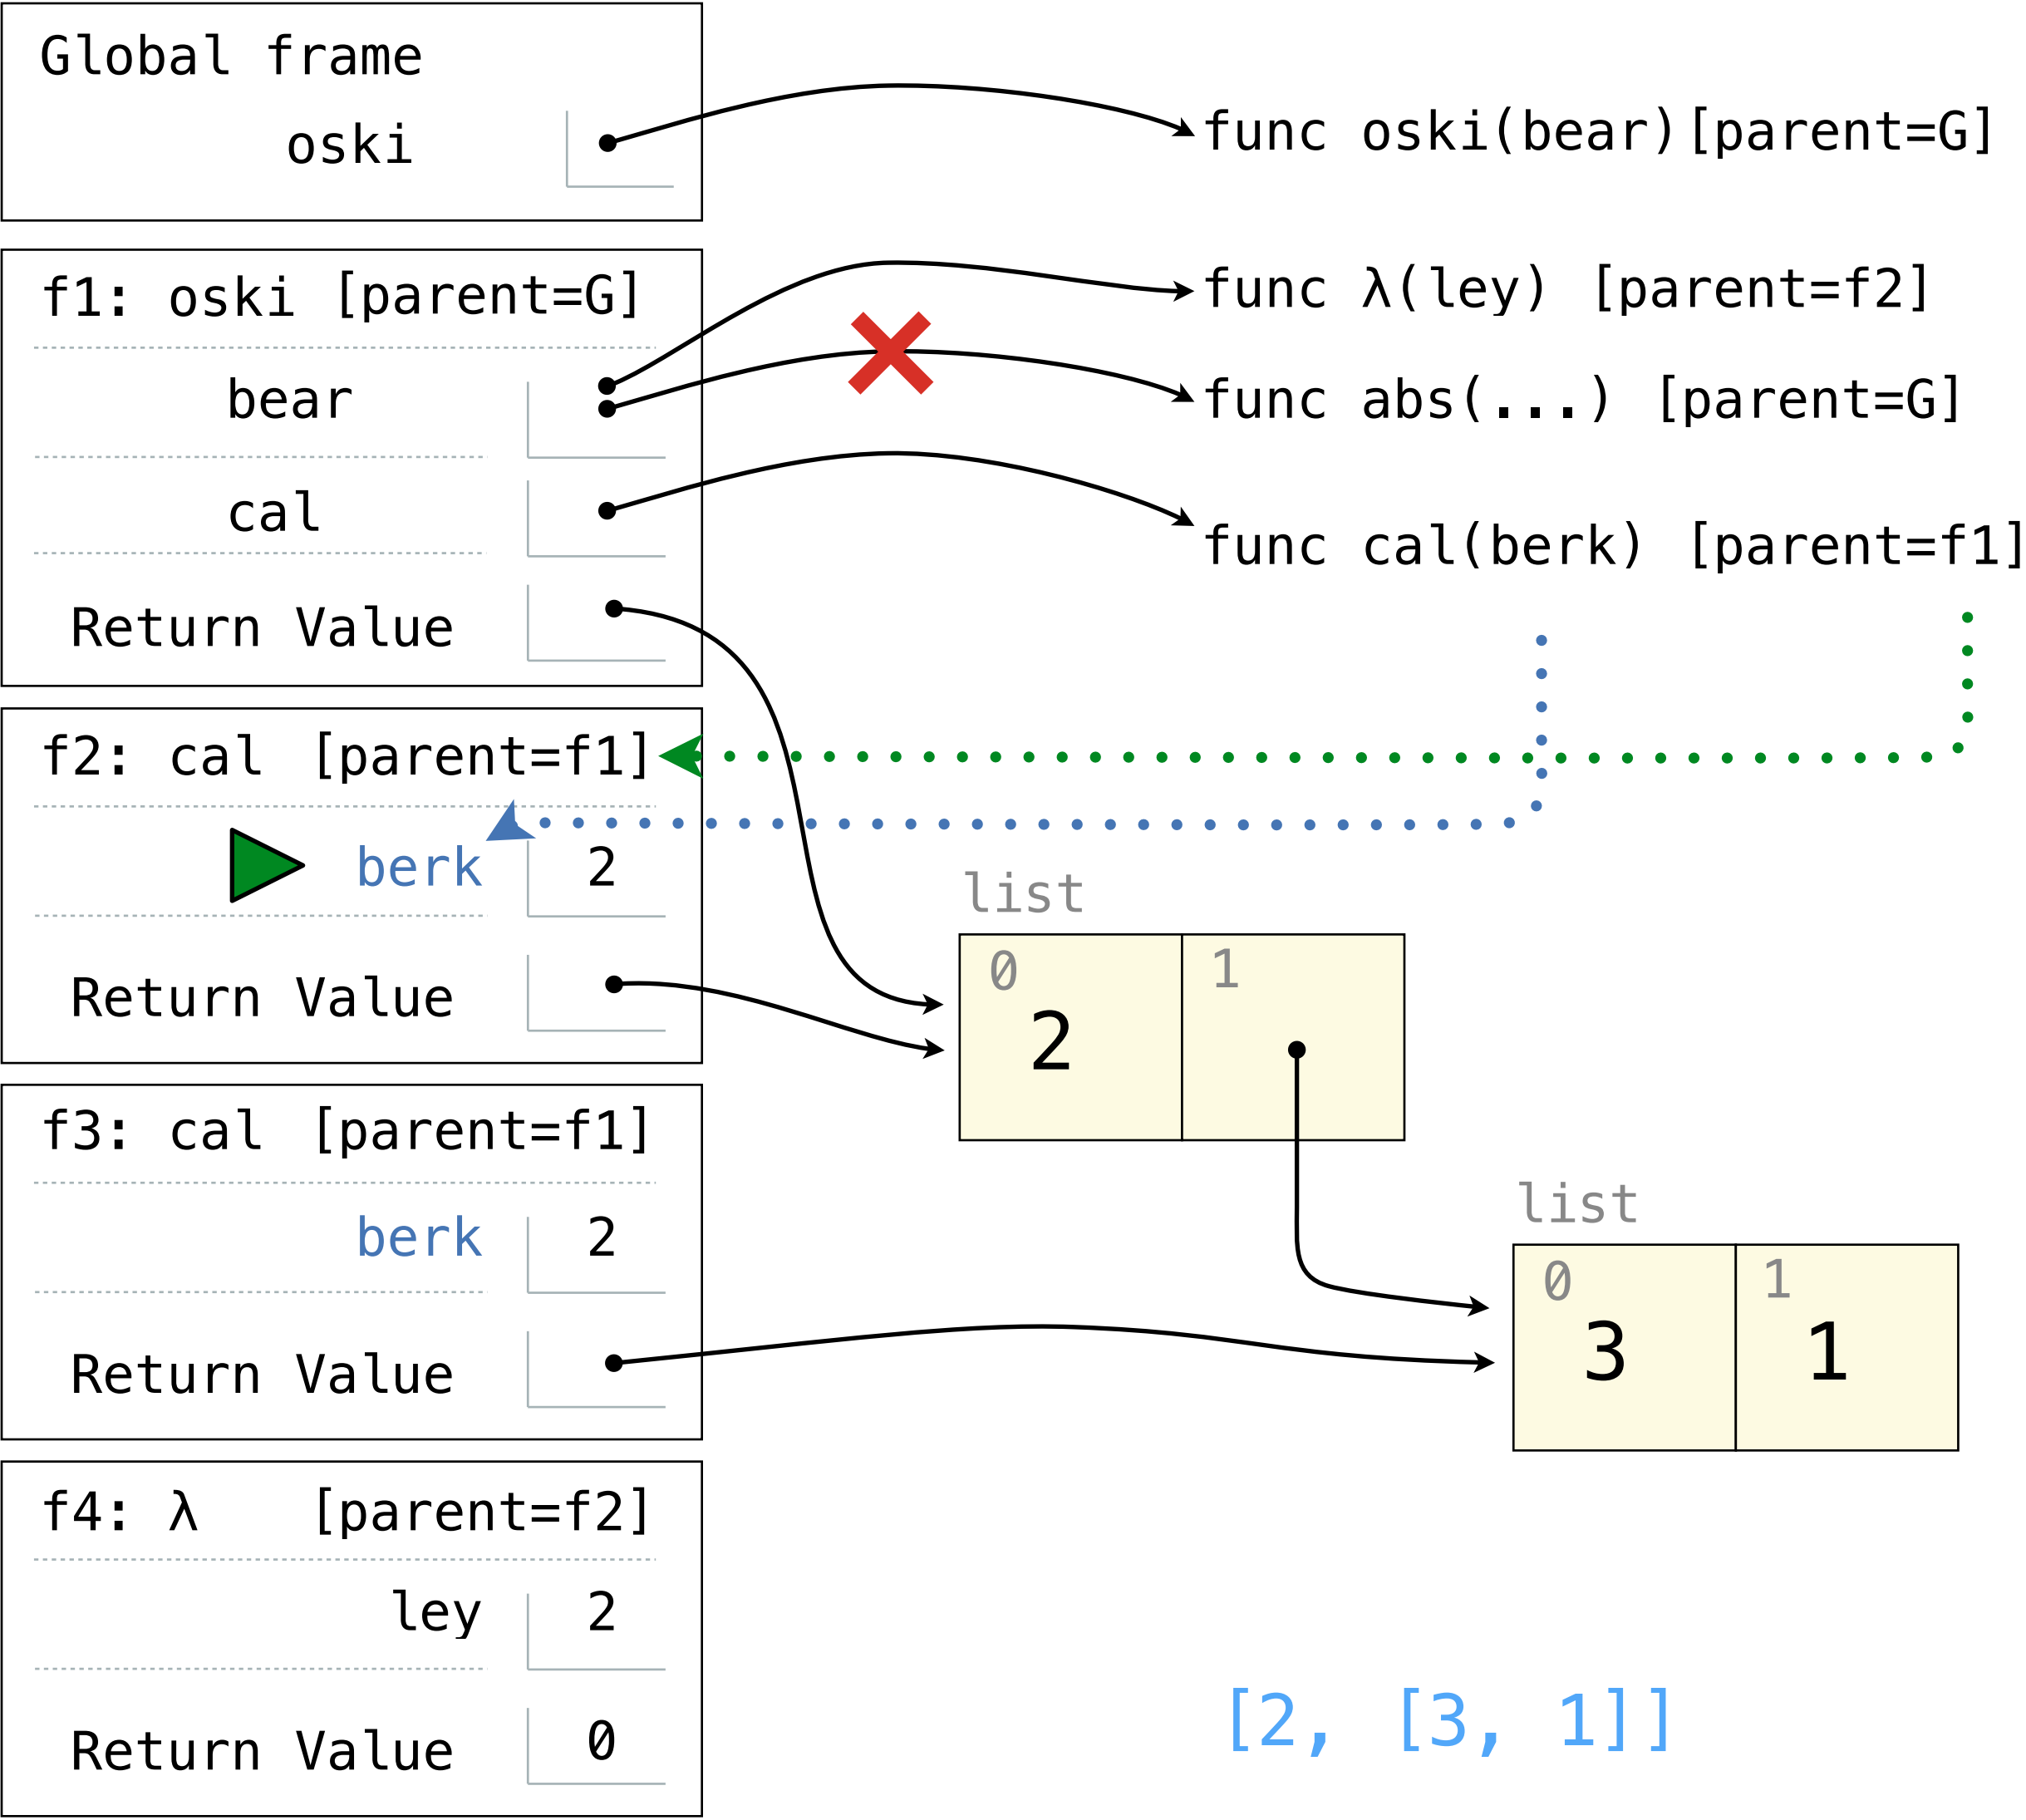 Global frame
oski
func oski(bear)[parent=G]
f1: oski [parent=G]
func λ(ley) [parent=f2]
bear
func abs(...) [parent=G]
cal
func cal(berk) [parent=f1]
Return Value
f2: cal [parent=f1]
berk 2
Return Value
list
0 1
2
f3: cal [parent=f1]
berk 2
Return Value
list
0 1
3 1
f4: λ [parent=f2]
ley 2
Return Value 0
[2, [3, 1]]